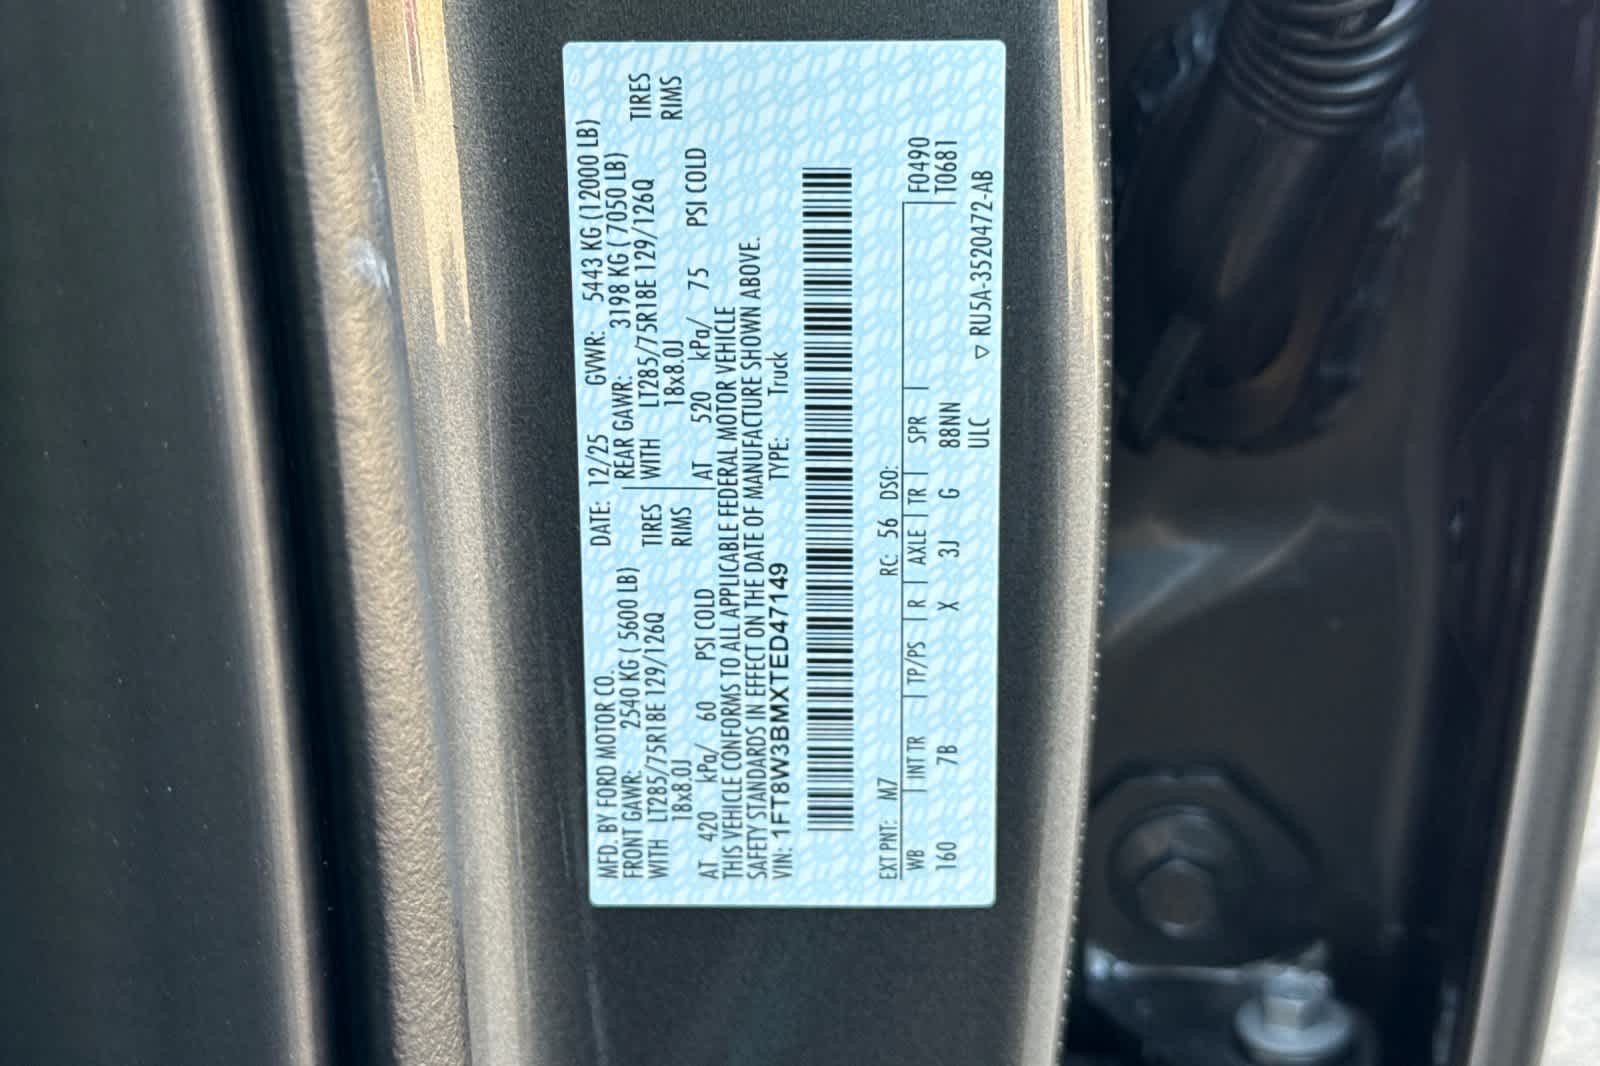 MFD. BY FORD MOTOR CO. DATE: 12/25 GVWR: 5443 KG (12000 LB)
FRONT GAWR: 2540 KG ( 5600 LB) REAR GAWR: 3198 KG ( 7050 LB)
WITH LT285/75R18E 129/126Q TIRES WITH LT285/75R18E 129/126Q TIRES
18x8.0J RIMS 18x8.0J RIMS
AT 420 kPa/ 60 PSI COLD AT 520 kPa/ 75 PSI COLD
THIS VEHICLE CONFORMS TO ALL APPLICABLE FEDERAL MOTOR VEHICLE
SAFETY STANDARDS IN EFFECT ON THE DATE OF MANUFACTURE SHOWN ABOVE.
VIN: 1FT8W3BMXTED47149 TYPE: Truck
EXT PNT: M7 RC: 56 DSO:
WB INT TR TP/PS R AXLE TR SPR F0490
160 7B X 3J G 88NN T0681
ULC ▽ RU5A-3520472-AB